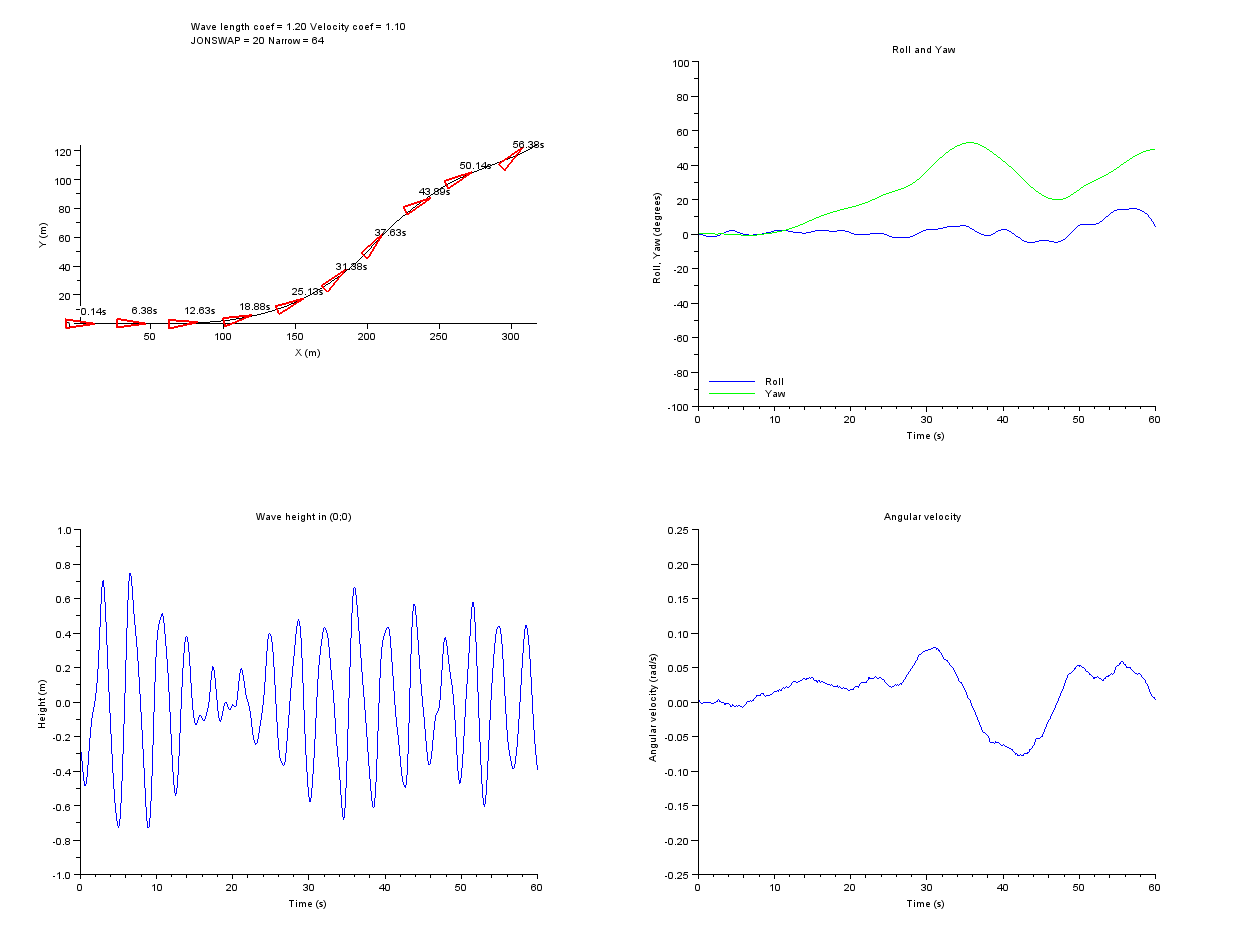 Wave length coef = 1.20 Velocity coef = 1.10
JONSWAP = 20 Narrow = 64
120
100
80
60
40
20
Y (m)
0.14s
6.38s
12.63s
18.88s
25.13s
31.38s
37.63s
43.89s
50.14s
56.38s
50
100
150
200
250
300
X (m)
Roll and Yaw
100
80
60
40
20
0
-20
-40
-60
-80
-100
Roll, Yaw (degrees)
Roll
Yaw
0
10
20
30
40
50
60
Time (s)
Wave height in (0;0)
1.0
0.8
0.6
0.4
0.2
0.0
-0.2
-0.4
-0.6
-0.8
-1.0
Height (m)
0
10
20
30
40
50
60
Time (s)
Angular velocity
0.25
0.20
0.15
0.10
0.05
0.00
-0.05
-0.10
-0.15
-0.20
-0.25
Angular velocity (rad/s)
0
10
20
30
40
50
60
Time (s)